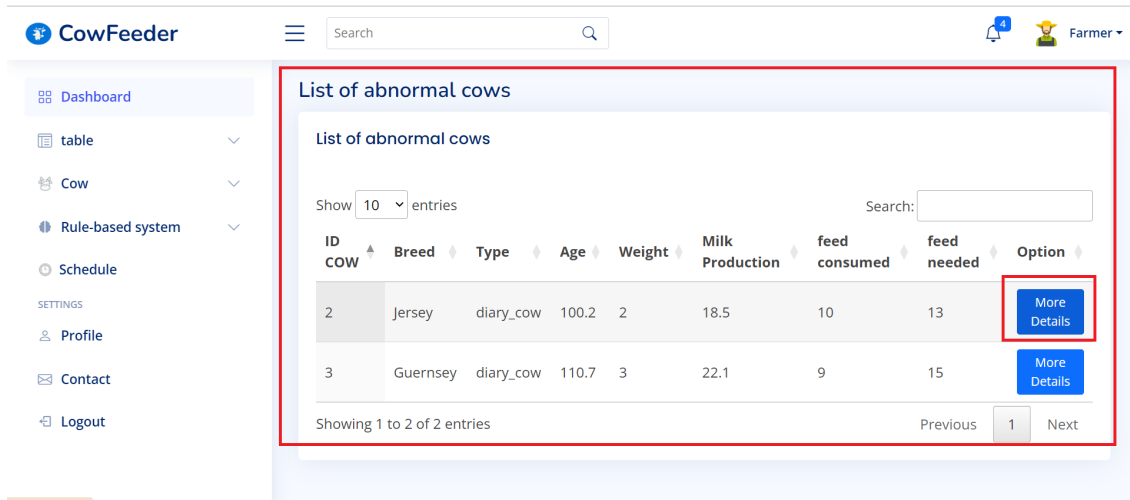 CowFeeder
Search
4
Farmer
Dashboard
table
Cow
Rule-based system
Schedule
SETTINGS
Profile
Contact
Logout
List of abnormal cows
List of abnormal cows
Show 10 entries
Search:
ID COW Breed Type Age Weight Milk Production feed consumed feed needed Option
2 Jersey diary_cow 100.2 2 18.5 10 13 More Details
3 Guernsey diary_cow 110.7 3 22.1 9 15 More Details
Showing 1 to 2 of 2 entries
Previous 1 Next